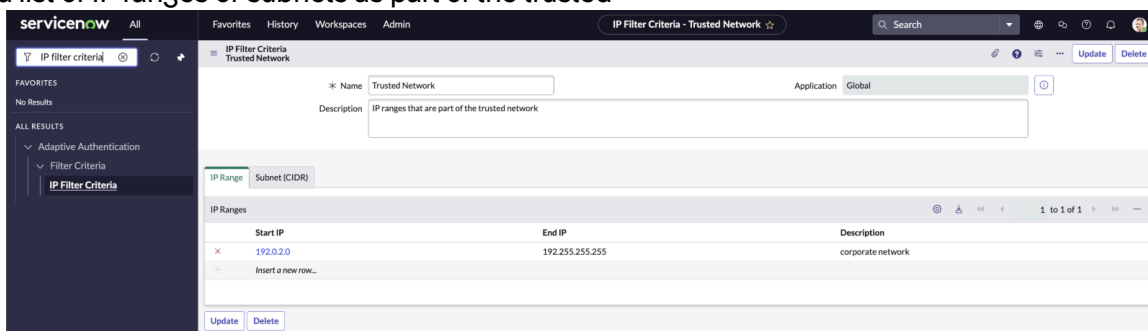 a list of IP ranges or subnets as part of the trusted
servicenow All Favorites History Workspaces Admin IP Filter Criteria - Trusted Network Search
IP filter criteria
IP Filter Criteria
Trusted Network
Update Delete
FAVORITES
No Results
ALL RESULTS
Adaptive Authentication
Filter Criteria
IP Filter Criteria
Name Trusted Network Application Global
Description IP ranges that are part of the trusted network
IP Range Subnet (CIDR)
IP Ranges 1 to 1 of 1
Start IP End IP Description
192.0.2.0 192.255.255.255 corporate network
Insert a new row...
Update Delete